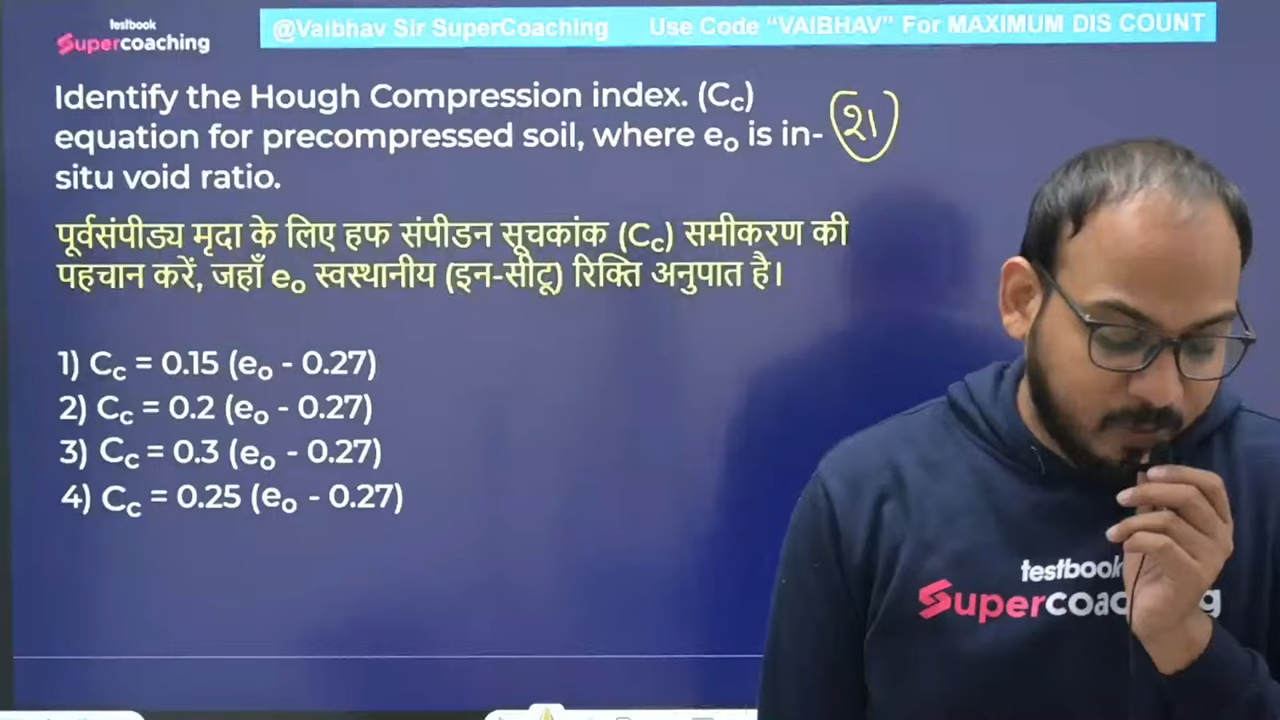 testbook
Supercoaching
@Vaibhav Sir SuperCoaching Use Code “VAIBHAV” For MAXIMUM DIS COUNT
Identify the Hough Compression index. (Cc)
equation for precompressed soil, where eo is in-
situ void ratio.
21
पूर्वसंपीड्य मृदा के लिए हफ संपीडन सूचकांक (Cc) समीकरण की
पहचान करें, जहाँ eo स्वस्थानीय (इन-सीटू) रिक्ति अनुपात है।
1) Cc = 0.15 (eo - 0.27)
2) Cc = 0.2 (eo - 0.27)
3) Cc = 0.3 (eo - 0.27)
4) Cc = 0.25 (eo - 0.27)
testbook
Supercoac g